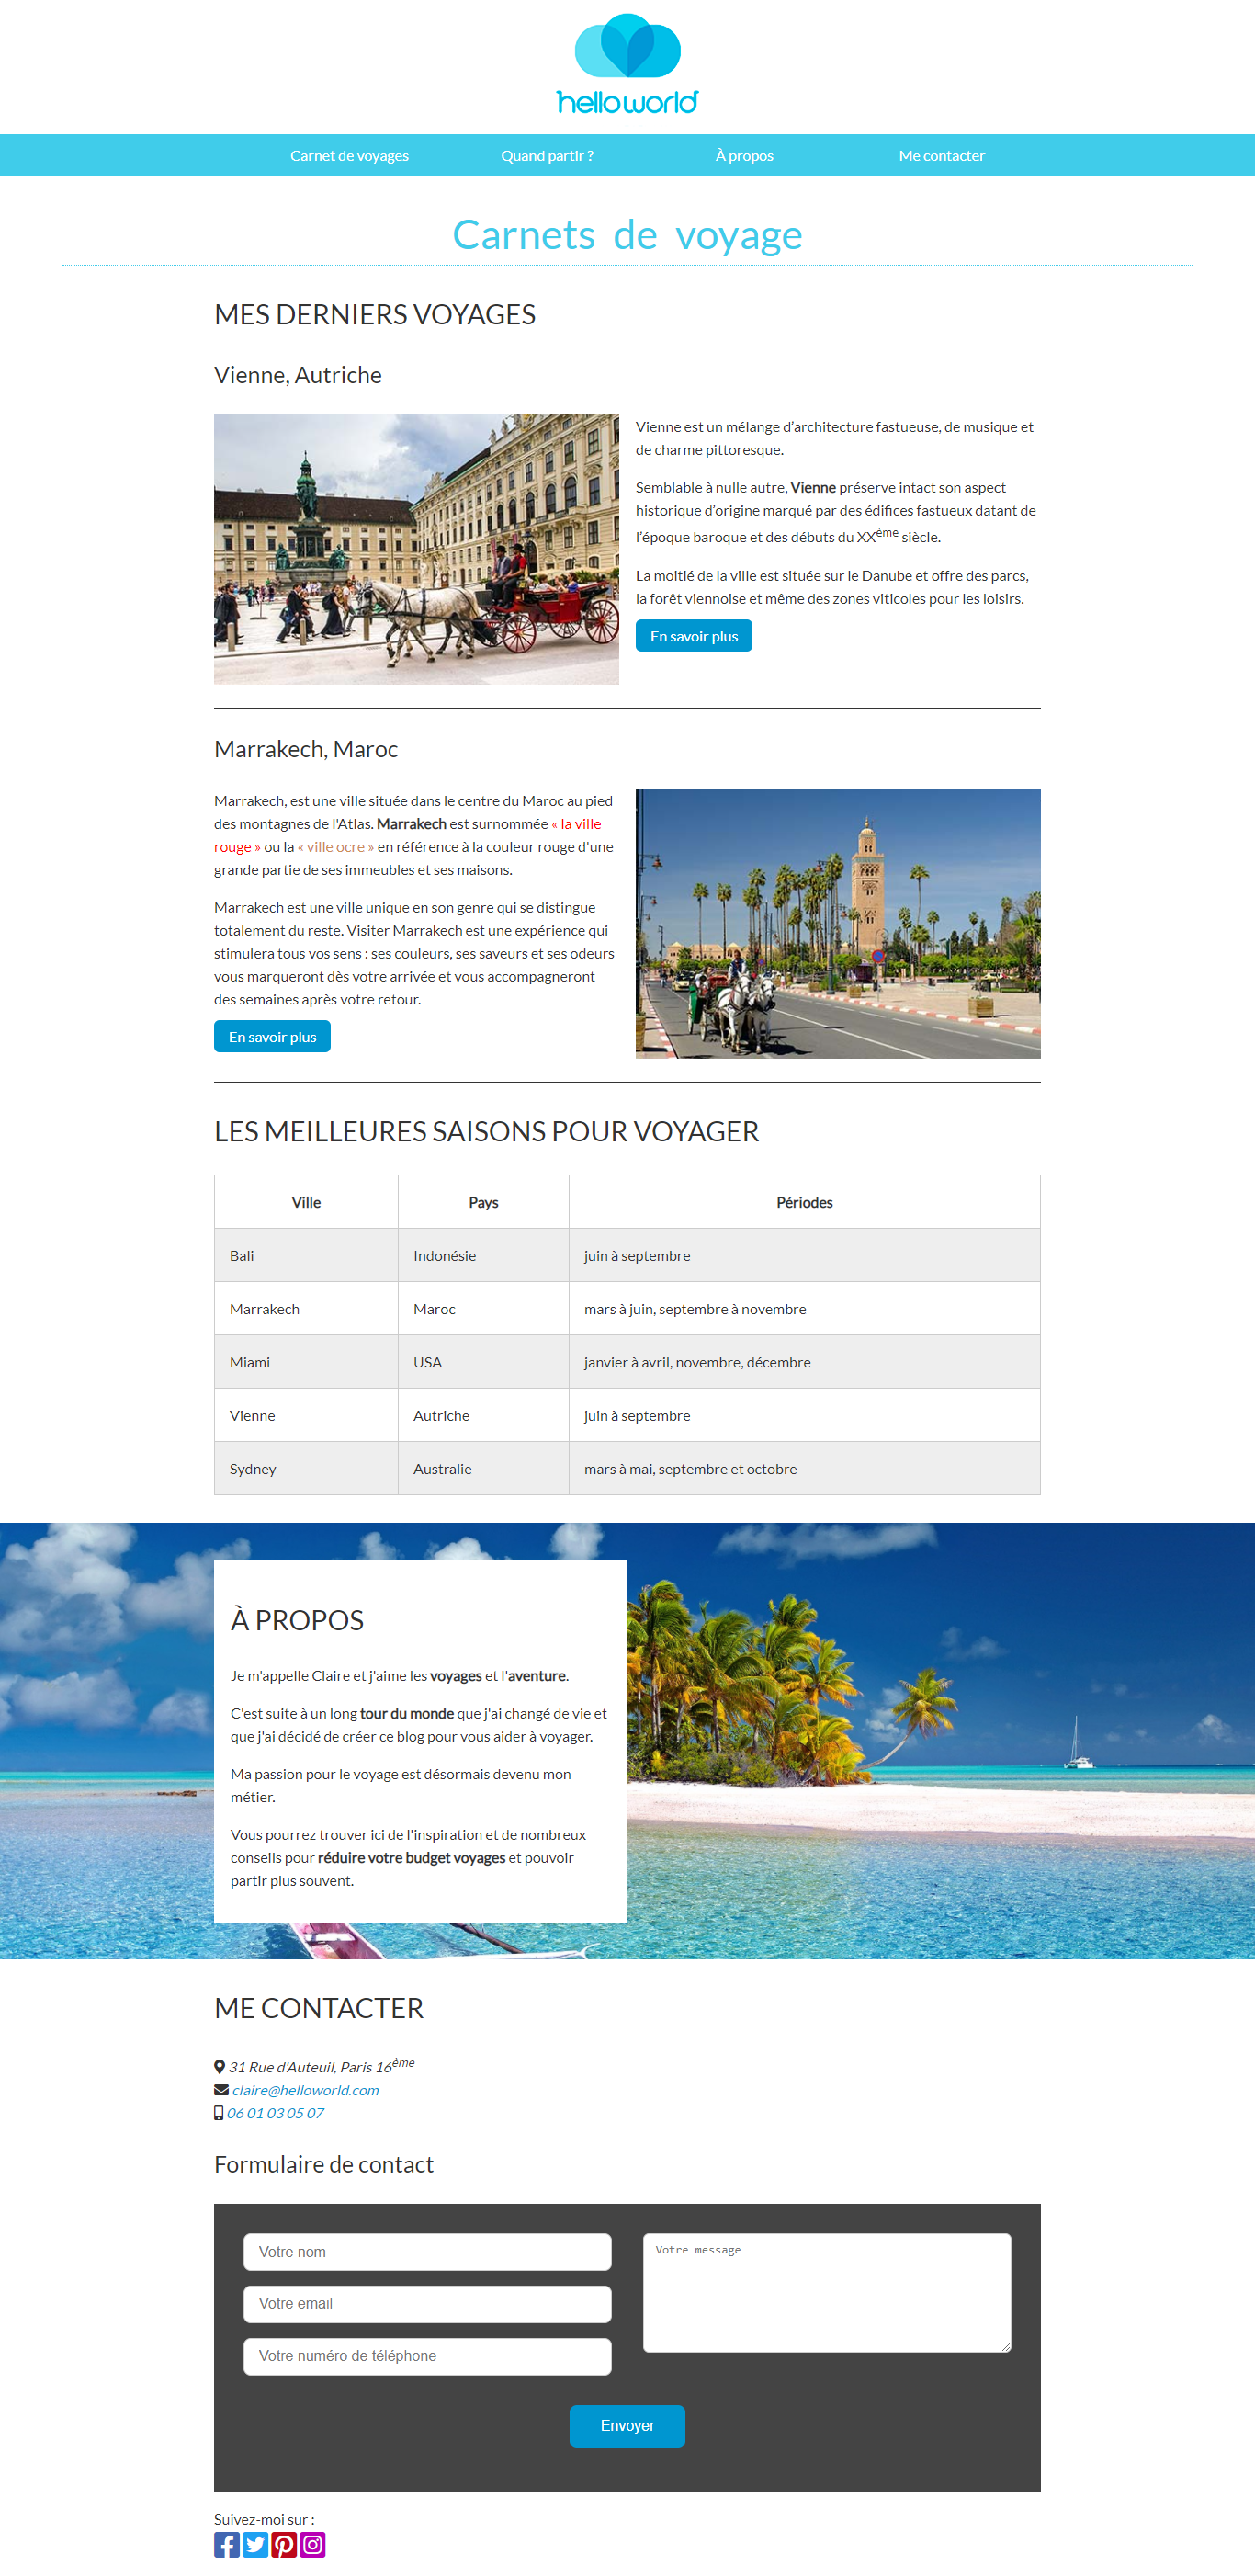 helloworld
Carnet de voyages Quand partir ? À propos Me contacter
Carnets de voyage
MES DERNIERS VOYAGES
Vienne, Autriche
Vienne est un mélange d’architecture fastueuse, de musique et
de charme pittoresque.
Semblable à nulle autre, Vienne préserve intact son aspect
historique d’origine marqué par des édifices fastueux datant de
l’époque baroque et des débuts du XXème siècle.
La moitié de la ville est située sur le Danube et offre des parcs,
la forêt viennoise et même des zones viticoles pour les loisirs.
En savoir plus
Marrakech, Maroc
Marrakech, est une ville située dans le centre du Maroc au pied
des montagnes de l'Atlas. Marrakech est surnommée « la ville
rouge » ou la « ville ocre » en référence à la couleur rouge d'une
grande partie de ses immeubles et ses maisons.
Marrakech est une ville unique en son genre qui se distingue
totalement du reste. Visiter Marrakech est une expérience qui
stimulera tous vos sens : ses couleurs, ses saveurs et ses odeurs
vous marqueront dès votre arrivée et vous accompagneront
des semaines après votre retour.
En savoir plus
LES MEILLEURES SAISONS POUR VOYAGER
Ville Pays Périodes
Bali Indonésie juin à septembre
Marrakech Maroc mars à juin, septembre à novembre
Miami USA janvier à avril, novembre, décembre
Vienne Autriche juin à septembre
Sydney Australie mars à mai, septembre et octobre
À PROPOS
Je m'appelle Claire et j'aime les voyages et l'aventure.
C'est suite à un long tour du monde que j'ai changé de vie et
que j'ai décidé de créer ce blog pour vous aider à voyager.
Ma passion pour le voyage est désormais devenu mon
métier.
Vous pourrez trouver ici de l'inspiration et de nombreux
conseils pour réduire votre budget voyages et pouvoir
partir plus souvent.
ME CONTACTER
31 Rue d'Auteuil, Paris 16ème
claire@helloworld.com
06 01 03 05 07
Formulaire de contact
Votre nom
Votre email
Votre numéro de téléphone
Votre message
Envoyer
Suivez-moi sur :